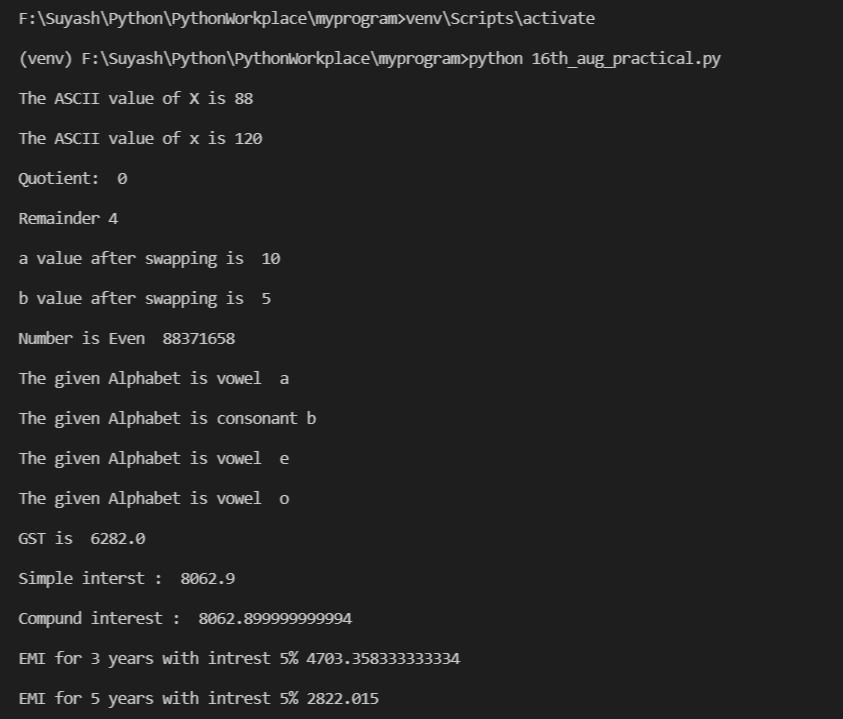 F:\Suyash\Python\PythonWorkplace\myprogram>venv\Scripts\activate
(venv) F:\Suyash\Python\PythonWorkplace\myprogram>python 16th_aug_practical.py
The ASCII value of X is 88
The ASCII value of x is 120
Quotient:  0
Remainder 4
a value after swapping is  10
b value after swapping is  5
Number is Even  88371658
The given Alphabet is vowel  a
The given Alphabet is consonant b
The given Alphabet is vowel  e
The given Alphabet is vowel  o
GST is  6282.0
Simple interst :  8062.9
Compund interest :  8062.899999999994
EMI for 3 years with intrest 5% 4703.358333333334
EMI for 5 years with intrest 5% 2822.015